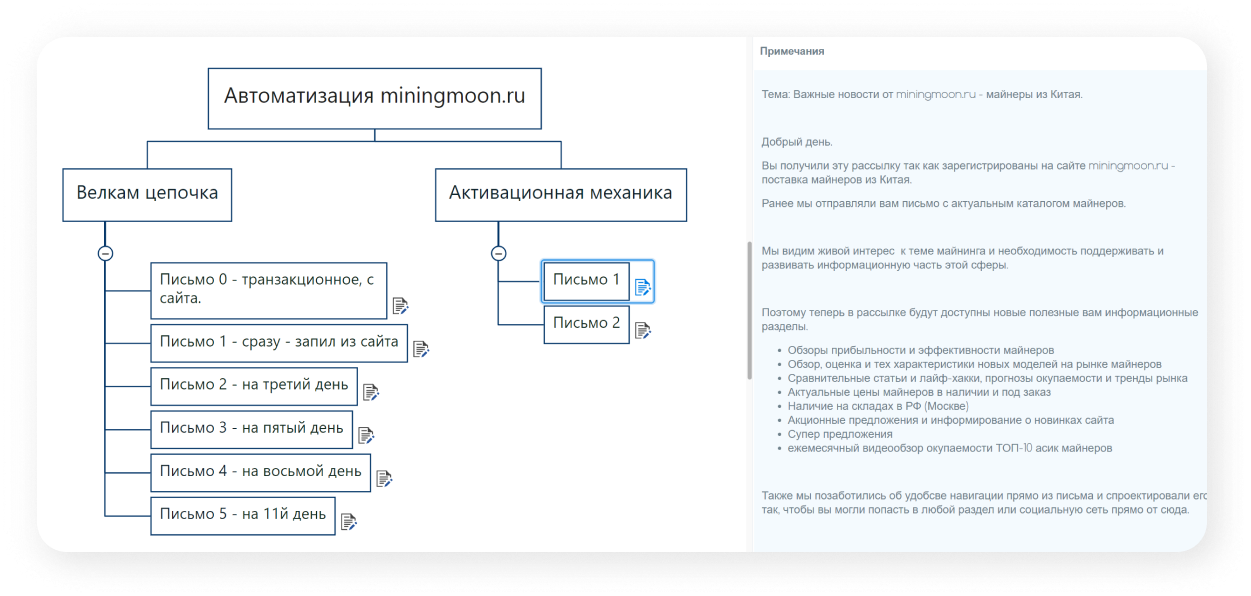 Автоматизация miningmoon.ru
Велкам цепочка
Письмо 0 - транзакционное, с
сайта.
Письмо 1 - сразу - запил из сайта
Письмо 2 - на третий день
Письмо 3 - на пятый день
Письмо 4 - на восьмой день
Письмо 5 - на 11й день
Активационная механика
Письмо 1
Письмо 2
Примечания
Тема: Важные новости от miningmoon.ru - майнеры из Китая.
Добрый день.
Вы получили эту рассылку так как зарегистрированы на сайте miningmoon.ru -
поставка майнеров из Китая.
Ранее мы отправляли вам письмо с актуальным каталогом майнеров.
Мы видим живой интерес к теме майнинга и необходимость поддерживать и
развивать информационную часть этой сферы.
Поэтому теперь в рассылке будут доступны новые полезные вам информационные
разделы.
• Обзоры прибыльности и эффективности майнеров
• Обзор, оценка и тех характеристики новых моделей на рынке майнеров
• Сравнительные статьи и лайф-хакки, прогнозы окупаемости и тренды рынка
• Актуальные цены майнеров в наличии и под заказ
• Наличие на складах в РФ (Москве)
• Акционные предложения и информирование о новинках сайта
• Супер предложения
• ежемесячный видеообзор окупаемости ТОП-10 асик майнеров
Также мы позаботились об удобсве навигации прямо из письма и спроектировали его
так, чтобы вы могли попасть в любой раздел или социальную сеть прямо от сюда.